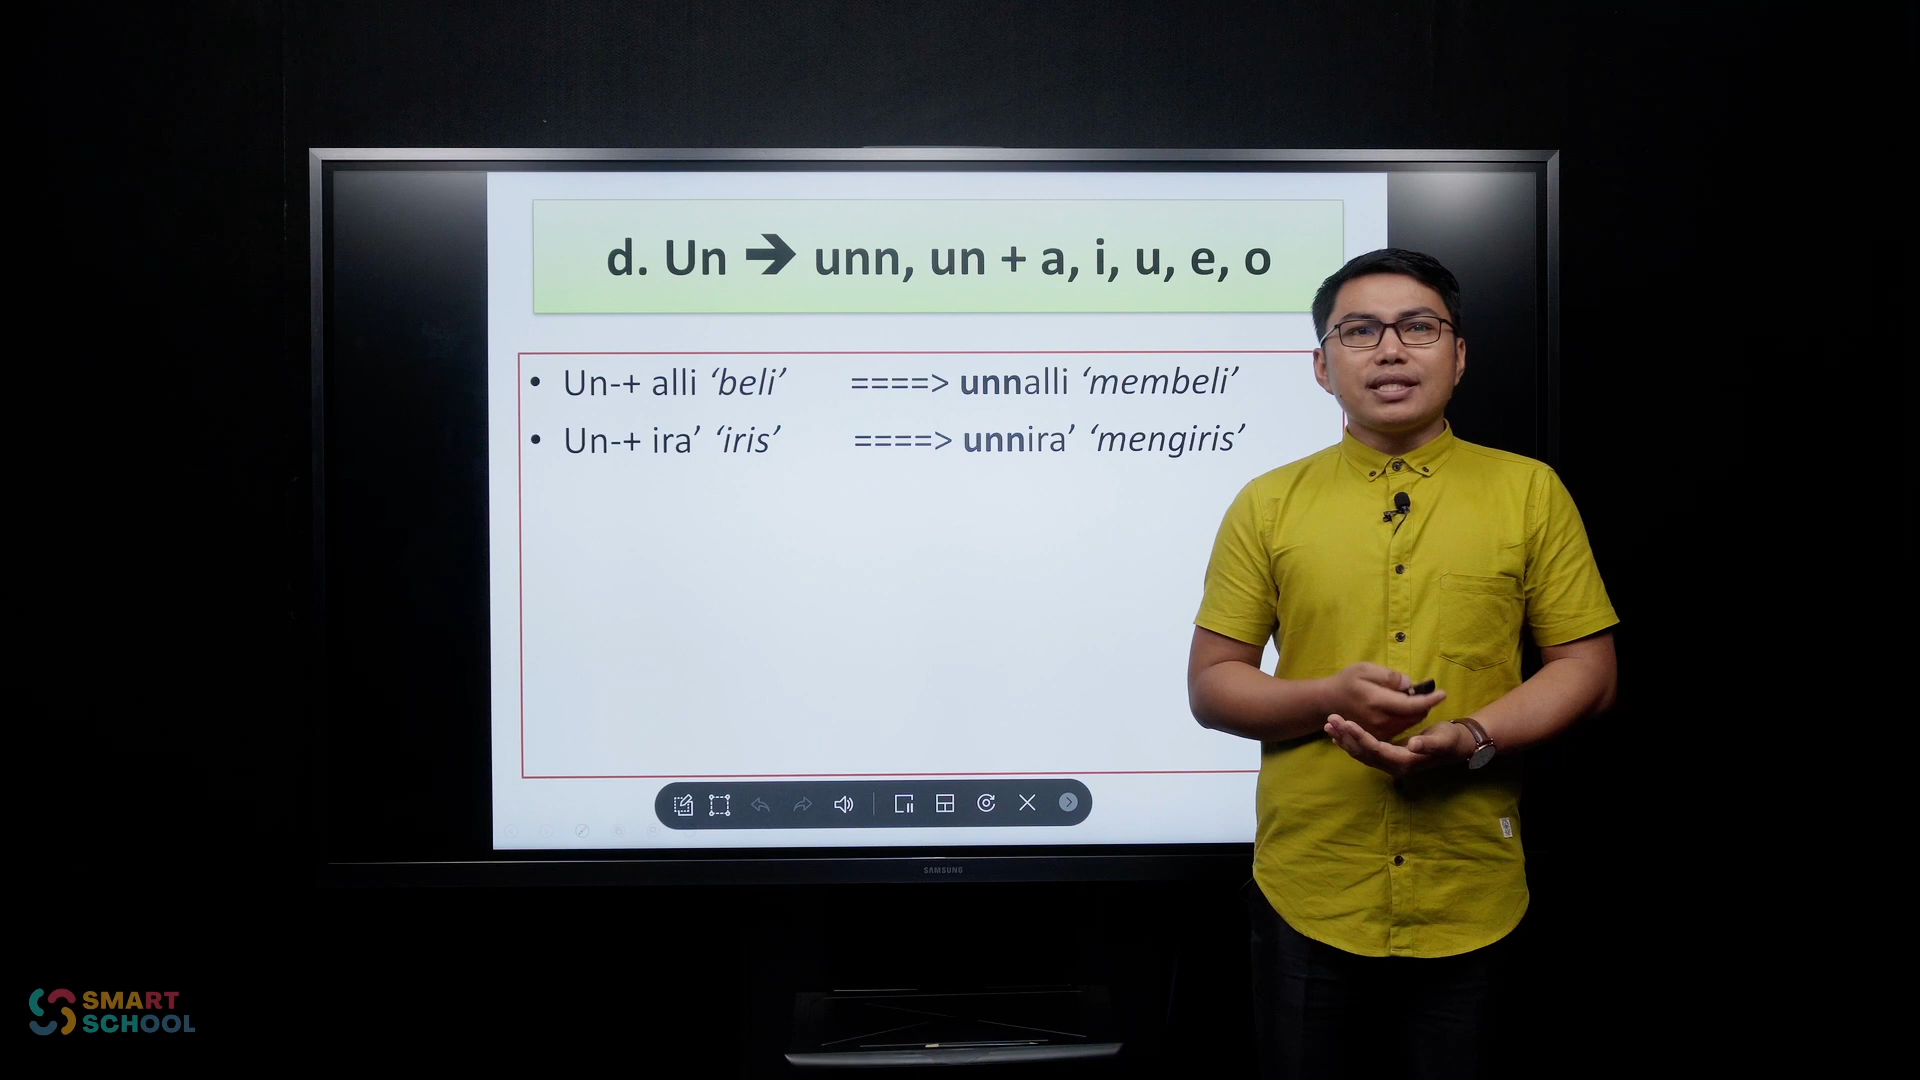 d. Un ➔ unn, un + a, i, u, e, o
• Un-+ alli ‘beli’ ====> unnalli ‘membeli’
• Un-+ ira’ ‘iris’ ====> unnira’ ‘mengiris’
SAMSUNG
SMART
SCHOOL